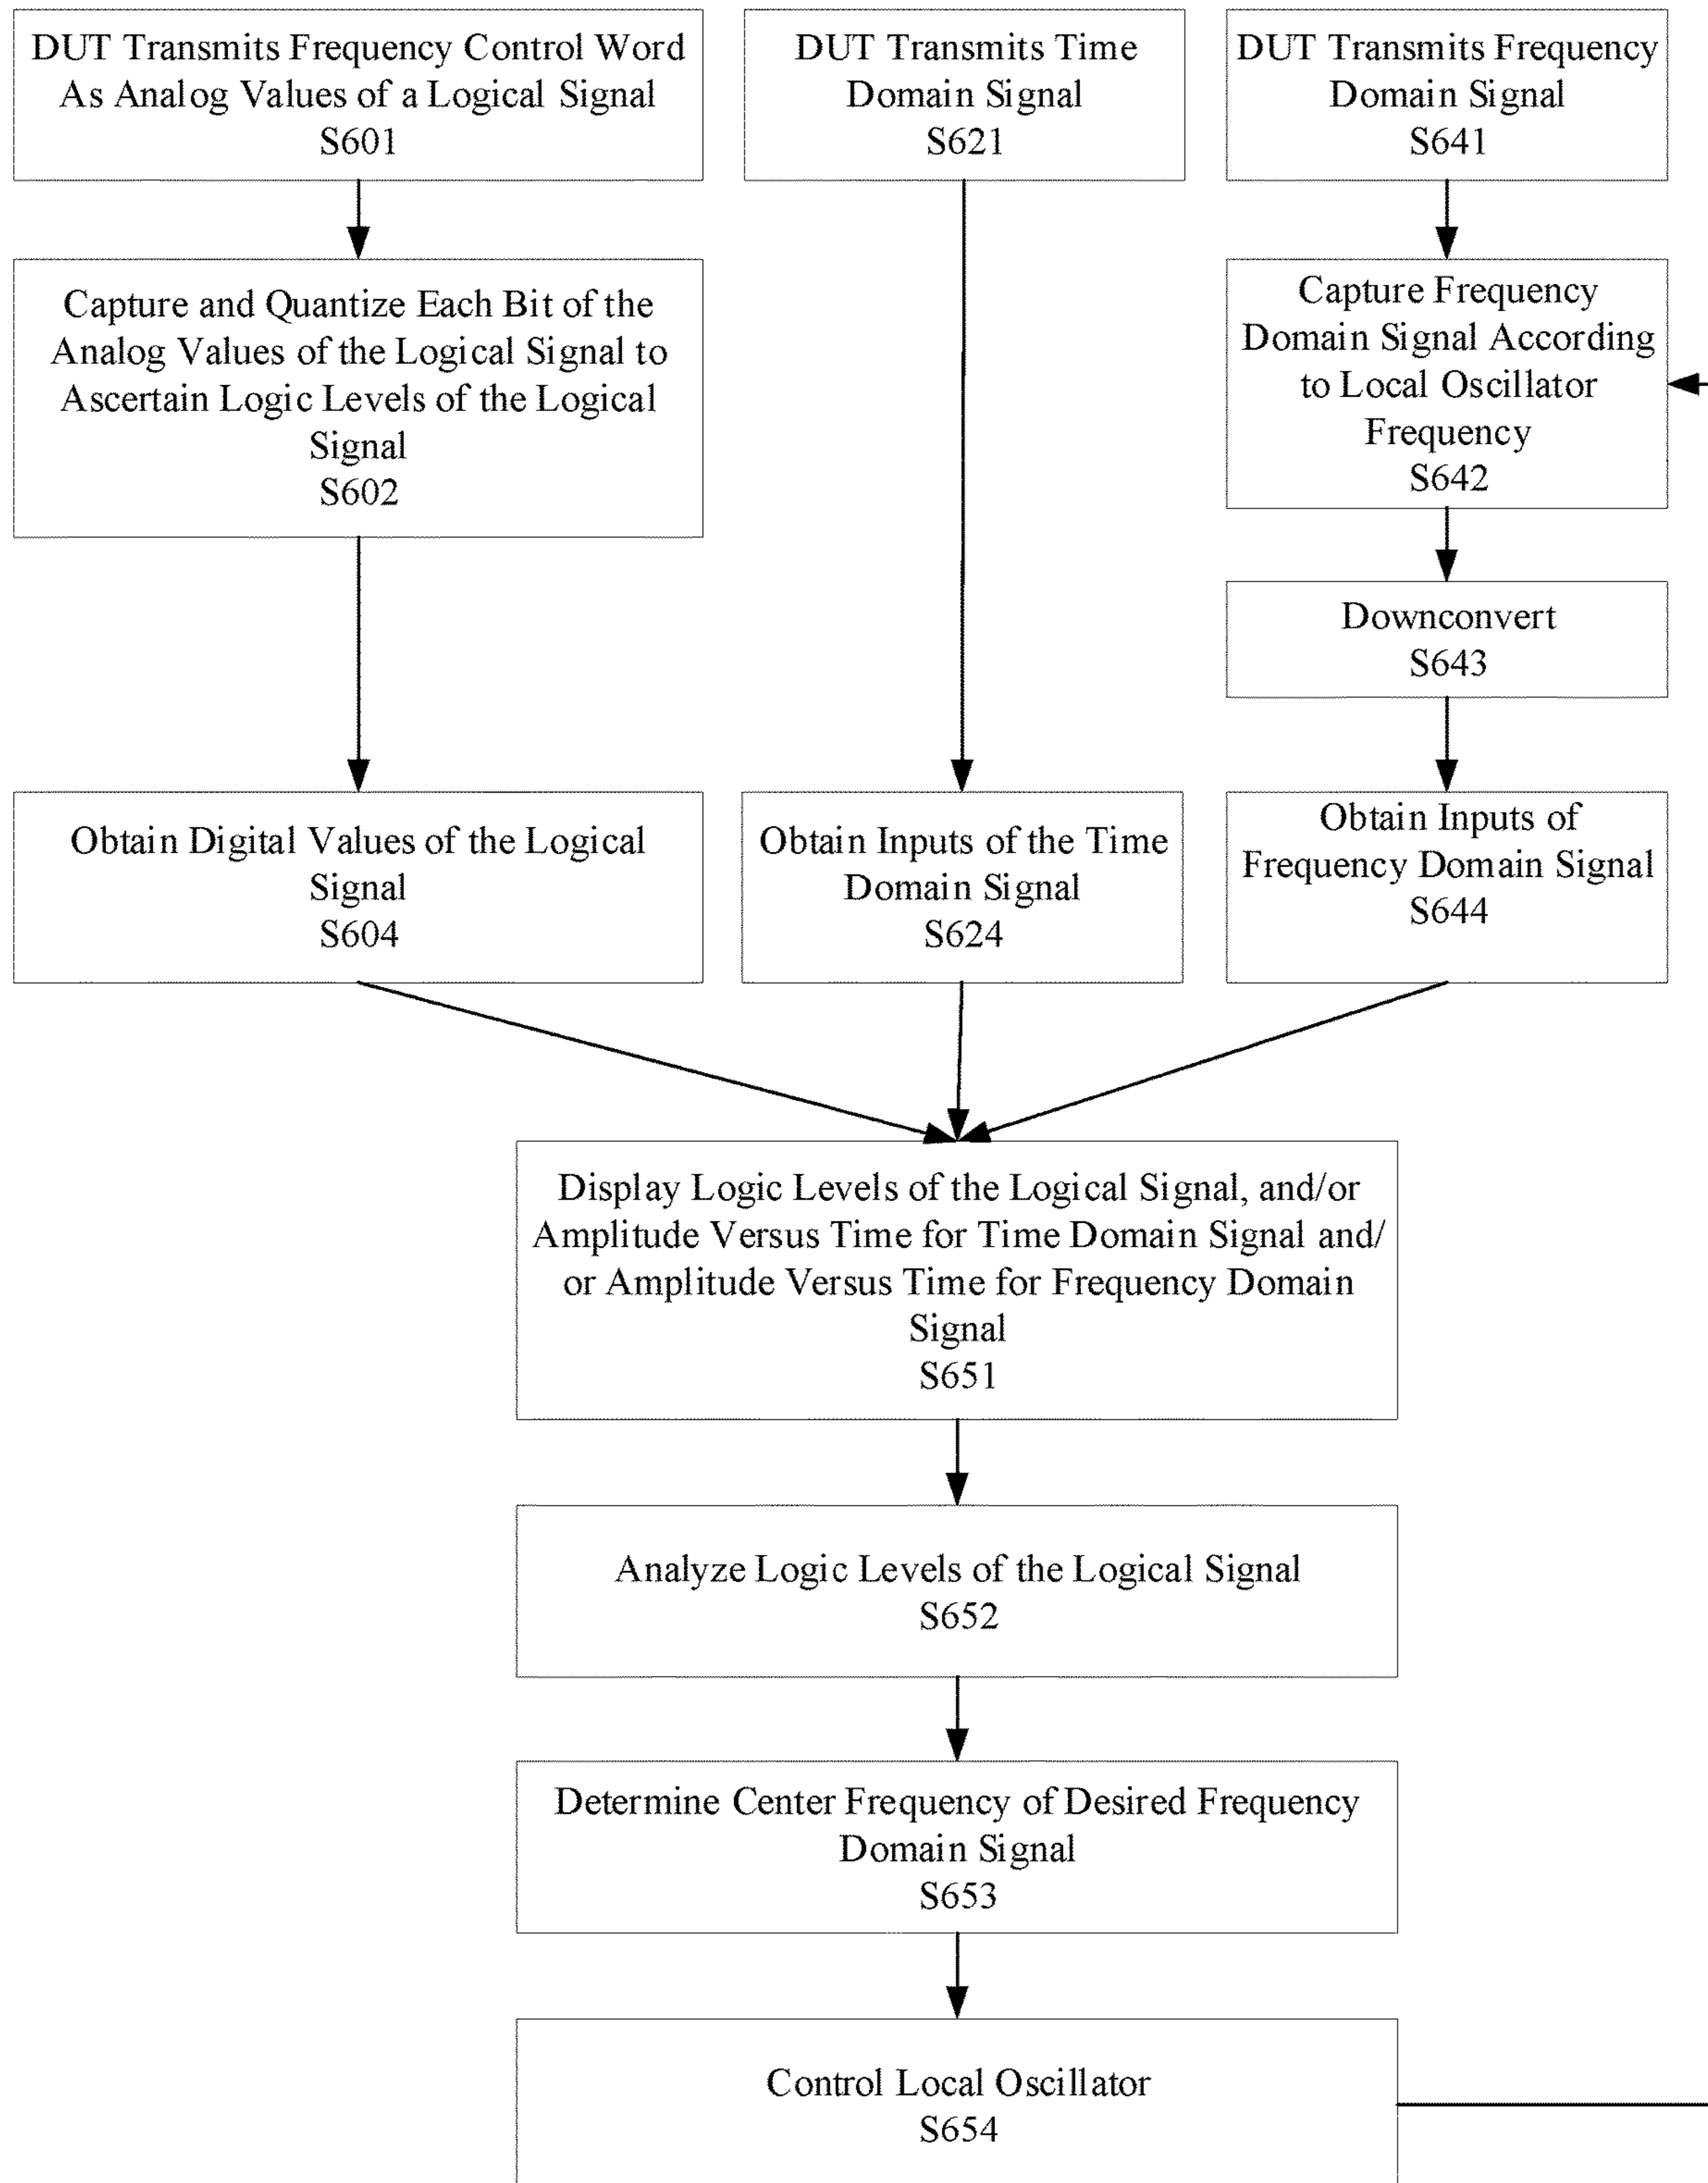 DUT Transmits Frequency Control Word
As Analog Values of a Logical Signal
S601
DUT Transmits Time
Domain Signal
S621
DUT Transmits Frequency
Domain Signal
S641
Capture and Quantize Each Bit of the
Analog Values of the Logical Signal to
Ascertain Logic Levels of the Logical
Signal
S602
Capture Frequency
Domain Signal According
to Local Oscillator
Frequency
S642
Downconvert
S643
Obtain Digital Values of the Logical
Signal
S604
Obtain Inputs of the Time
Domain Signal
S624
Obtain Inputs of
Frequency Domain Signal
S644
Display Logic Levels of the Logical Signal, and/or
Amplitude Versus Time for Time Domain Signal and/
or Amplitude Versus Time for Frequency Domain
Signal
S651
Analyze Logic Levels of the Logical Signal
S652
Determine Center Frequency of Desired Frequency
Domain Signal
S653
Control Local Oscillator
S654